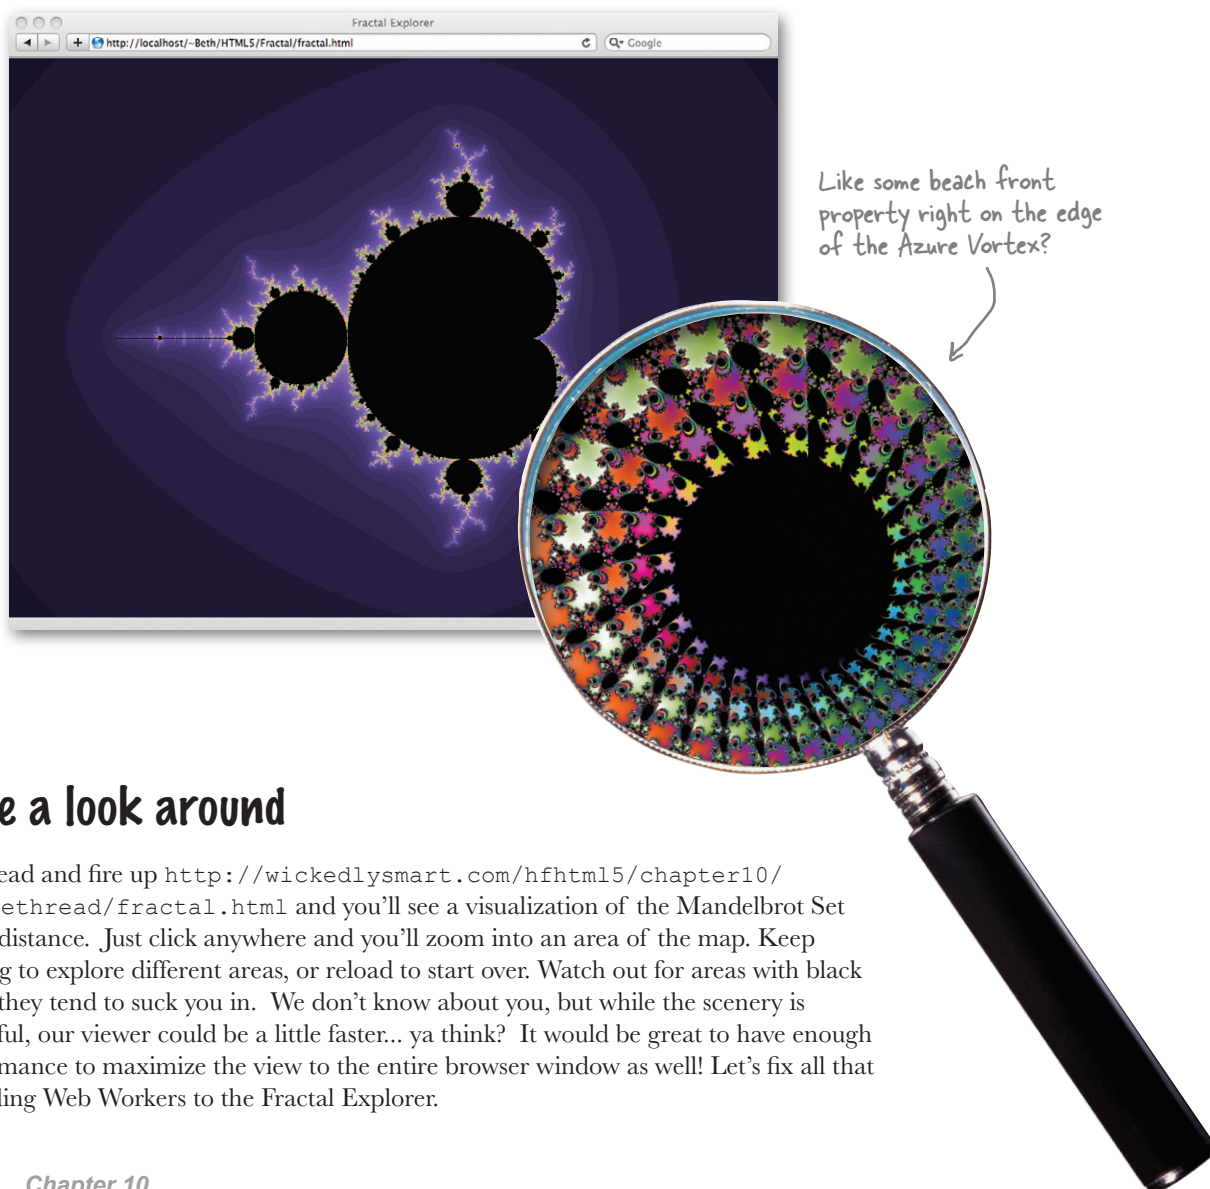 Fractal Explorer
http://localhost/~Beth/HTML5/Fractal/fractal.html
Google
Like some beach front
property right on the edge
of the Azure Vortex?
e a look around
ead and fire up http://wickedlysmart.com/hfhtml5/chapter10/
ethread/fractal.html and you'll see a visualization of the Mandelbrot Set
distance. Just click anywhere and you'll zoom into an area of the map. Keep
g to explore different areas, or reload to start over. Watch out for areas with black
they tend to suck you in. We don't know about you, but while the scenery is
ful, our viewer could be a little faster... ya think? It would be great to have enough
mance to maximize the view to the entire browser window as well! Let's fix all that
ling Web Workers to the Fractal Explorer.
Chapter 10